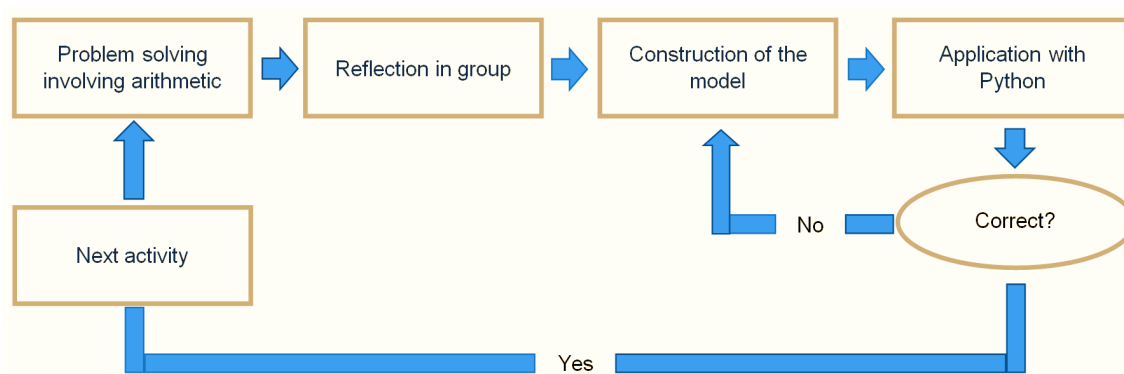 Problem solving
involving arithmetic
Reflection in group
Construction of the
model
Application with
Python
No
Correct?
Next activity
Yes